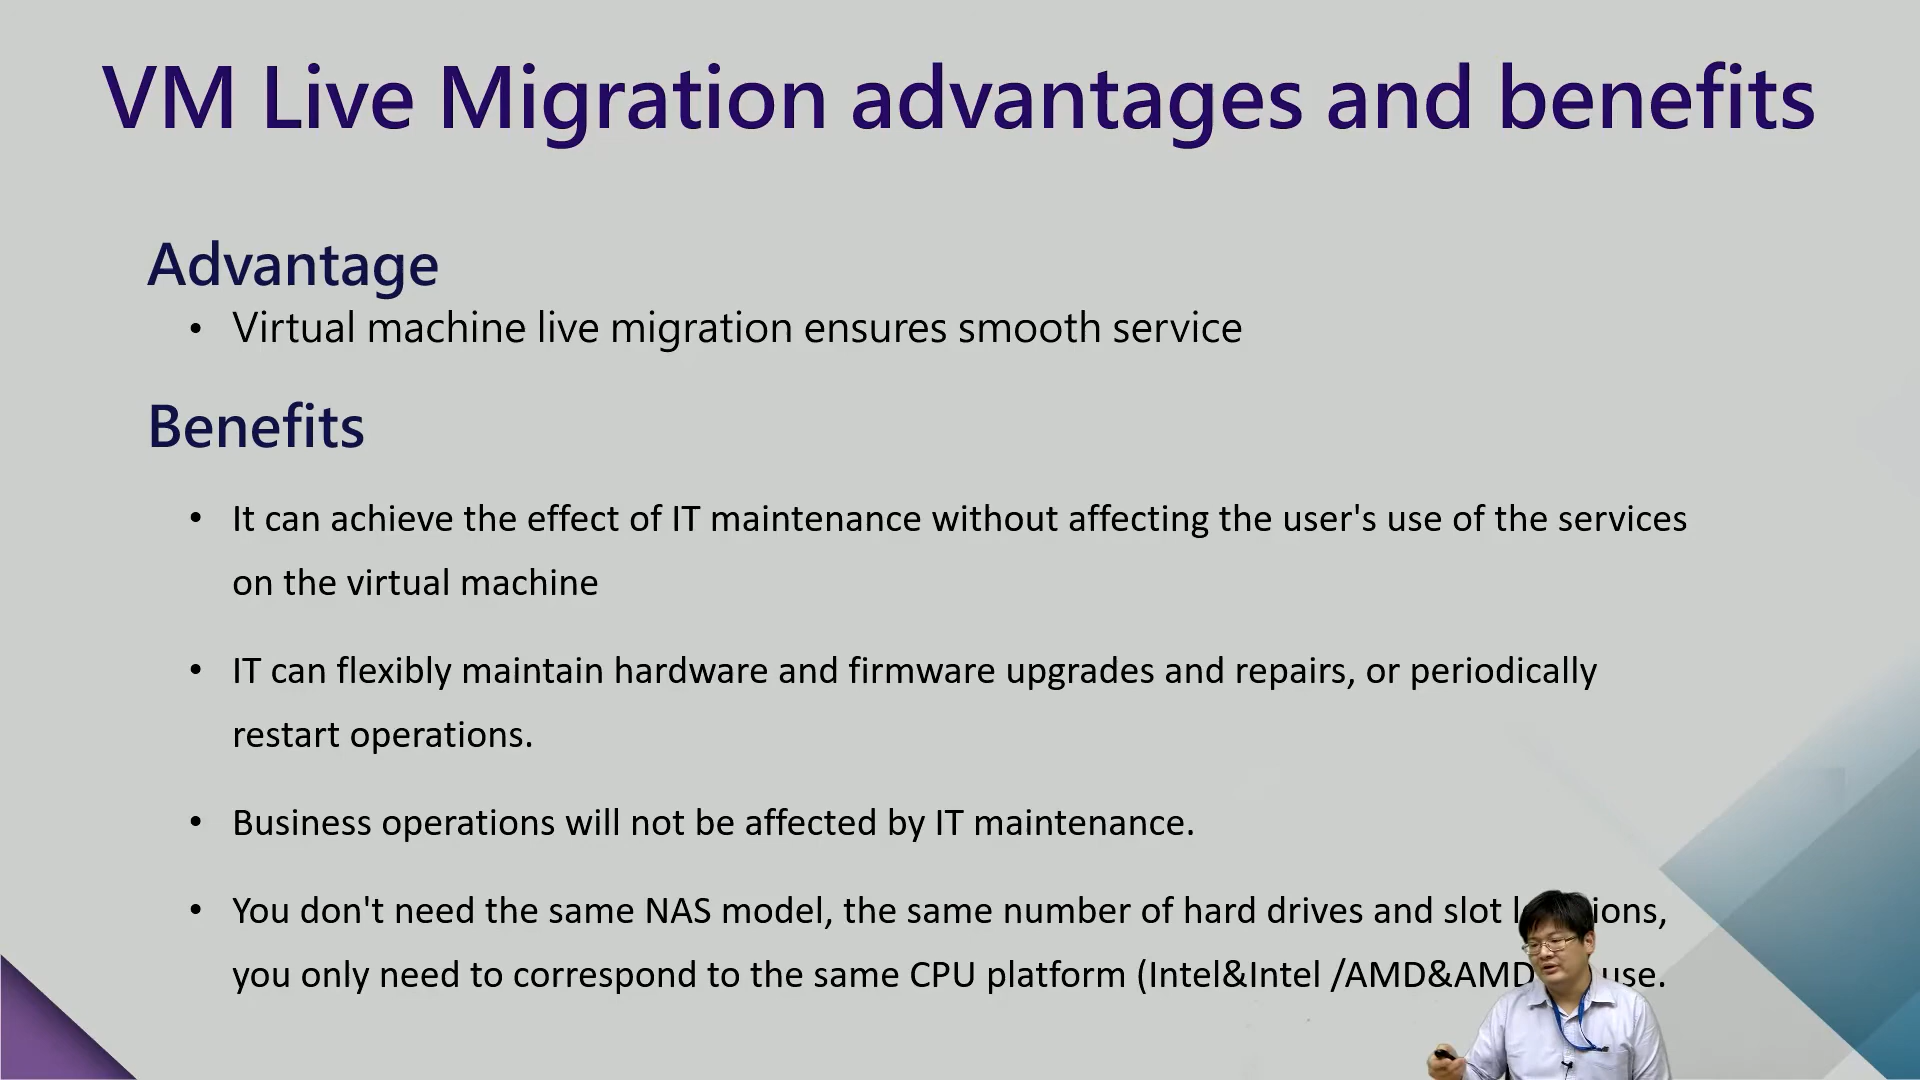 VM Live Migration advantages and benefits
Advantage
• Virtual machine live migration ensures smooth service
Benefits
• It can achieve the effect of IT maintenance without affecting the user's use of the services
on the virtual machine
• IT can flexibly maintain hardware and firmware upgrades and repairs, or periodically
restart operations.
• Business operations will not be affected by IT maintenance.
• You don't need the same NAS model, the same number of hard drives and slot
you only need to correspond to the same CPU platform (Intel&Intel /AMD&AMD use.